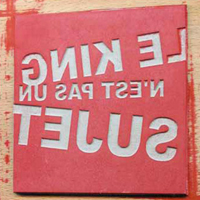 LE KING
N'EST PAS UN
SUJET